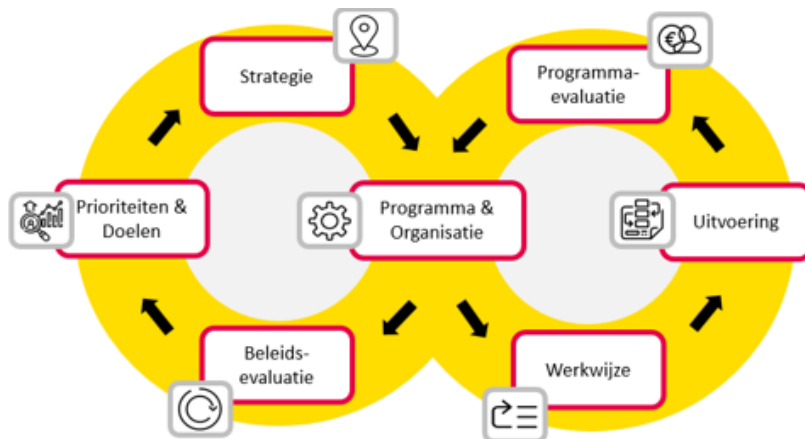 Strategie
Programma-
evaluatie
Prioriteiten &
Doelen
Programma &
Organisatie
Uitvoering
Beleids-
evaluatie
Werkwijze